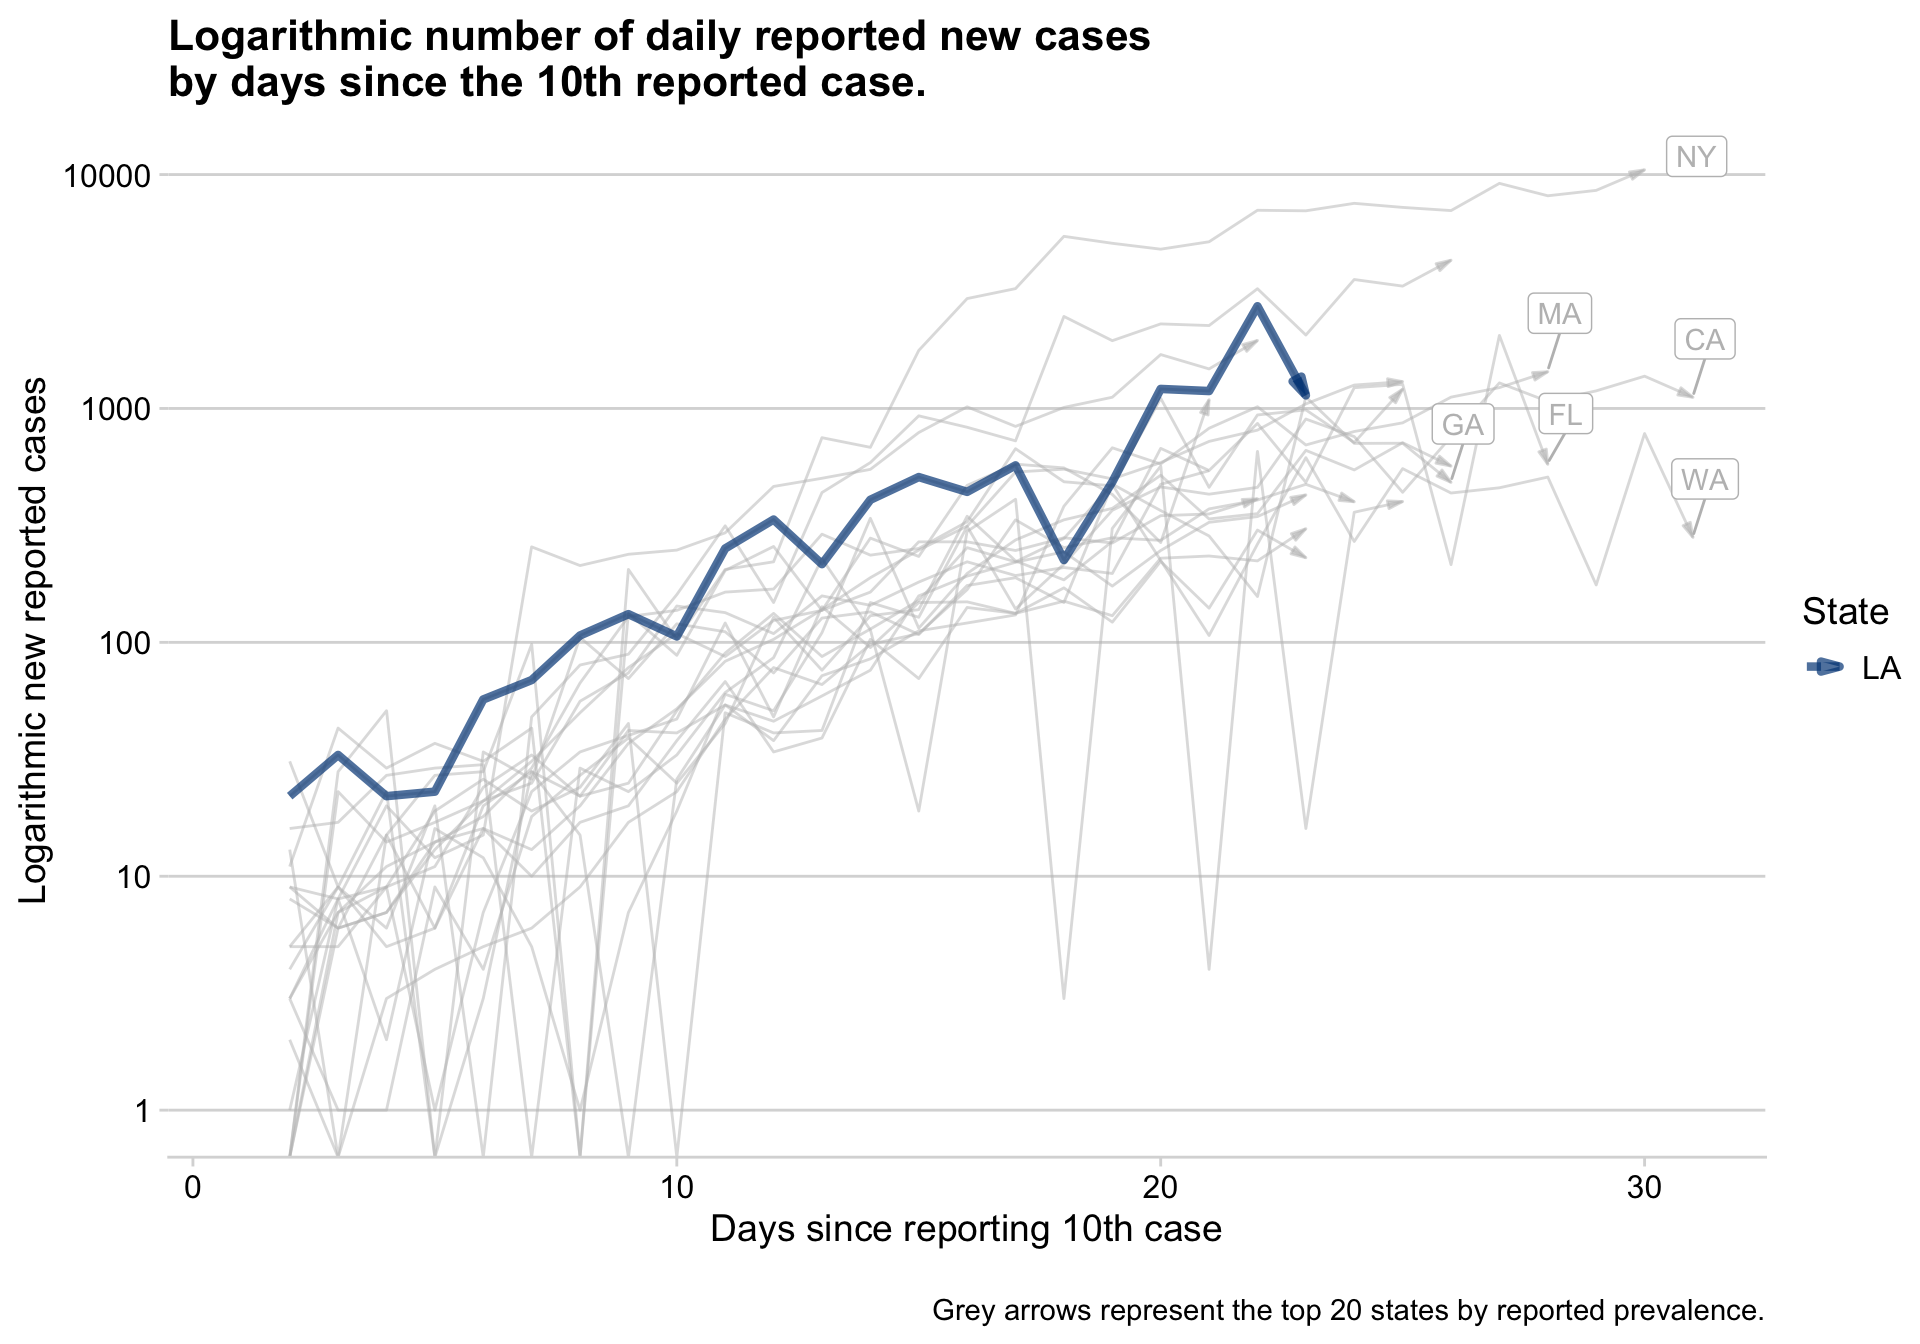 Logarithmic number of daily reported new cases
by days since the 10th reported case.
Logarithmic new reported cases
10000
1000
100
10
1
NY
MA
CA
GA
FL
WA
State
LA
0
10
20
30
Days since reporting 10th case
Grey arrows represent the top 20 states by reported prevalence.